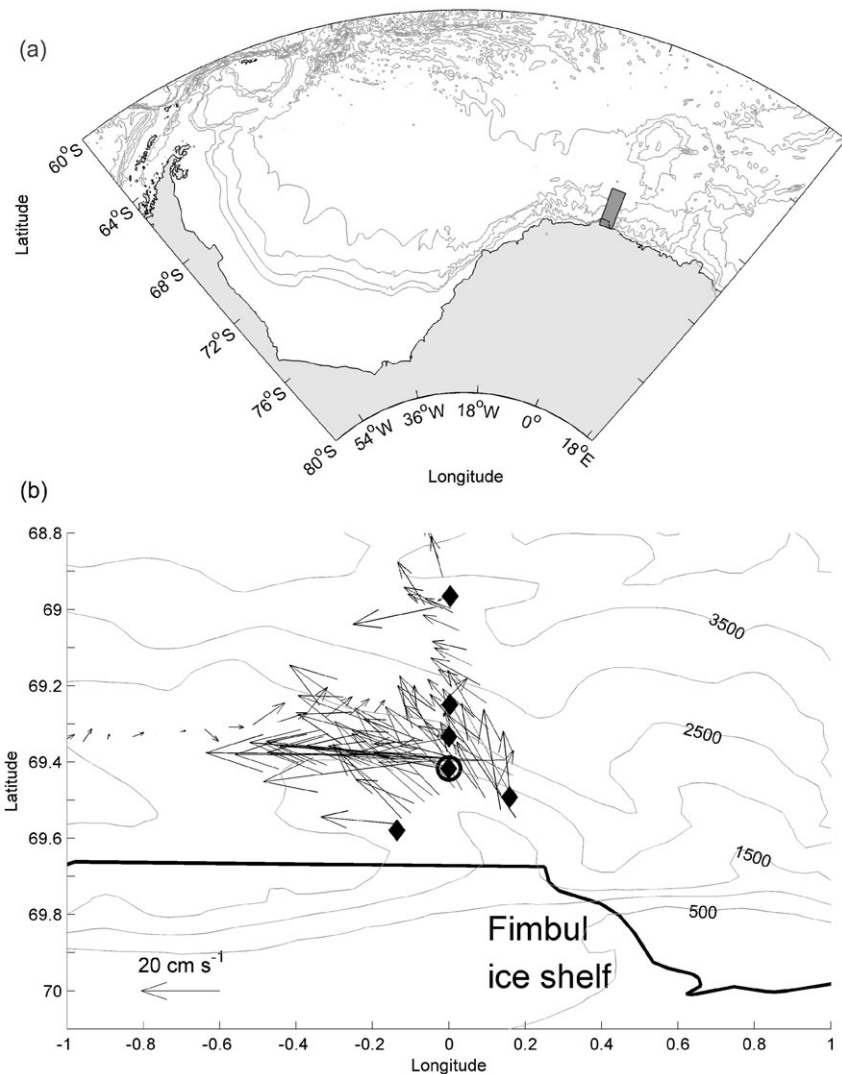 (a)
60°S
64°S
68°S
72°S
76°S
80°S
Latitude
54°W
36°W
18°W
0°
18°E
Longitude
(b)
68.8
69
69.2
69.4
69.6
69.8
70
Latitude
3500
2500
1500
500
Fimbul
ice shelf
20 cm s⁻¹
-1
-0.8
-0.6
-0.4
-0.2
0
0.2
0.4
0.6
0.8
1
Longitude